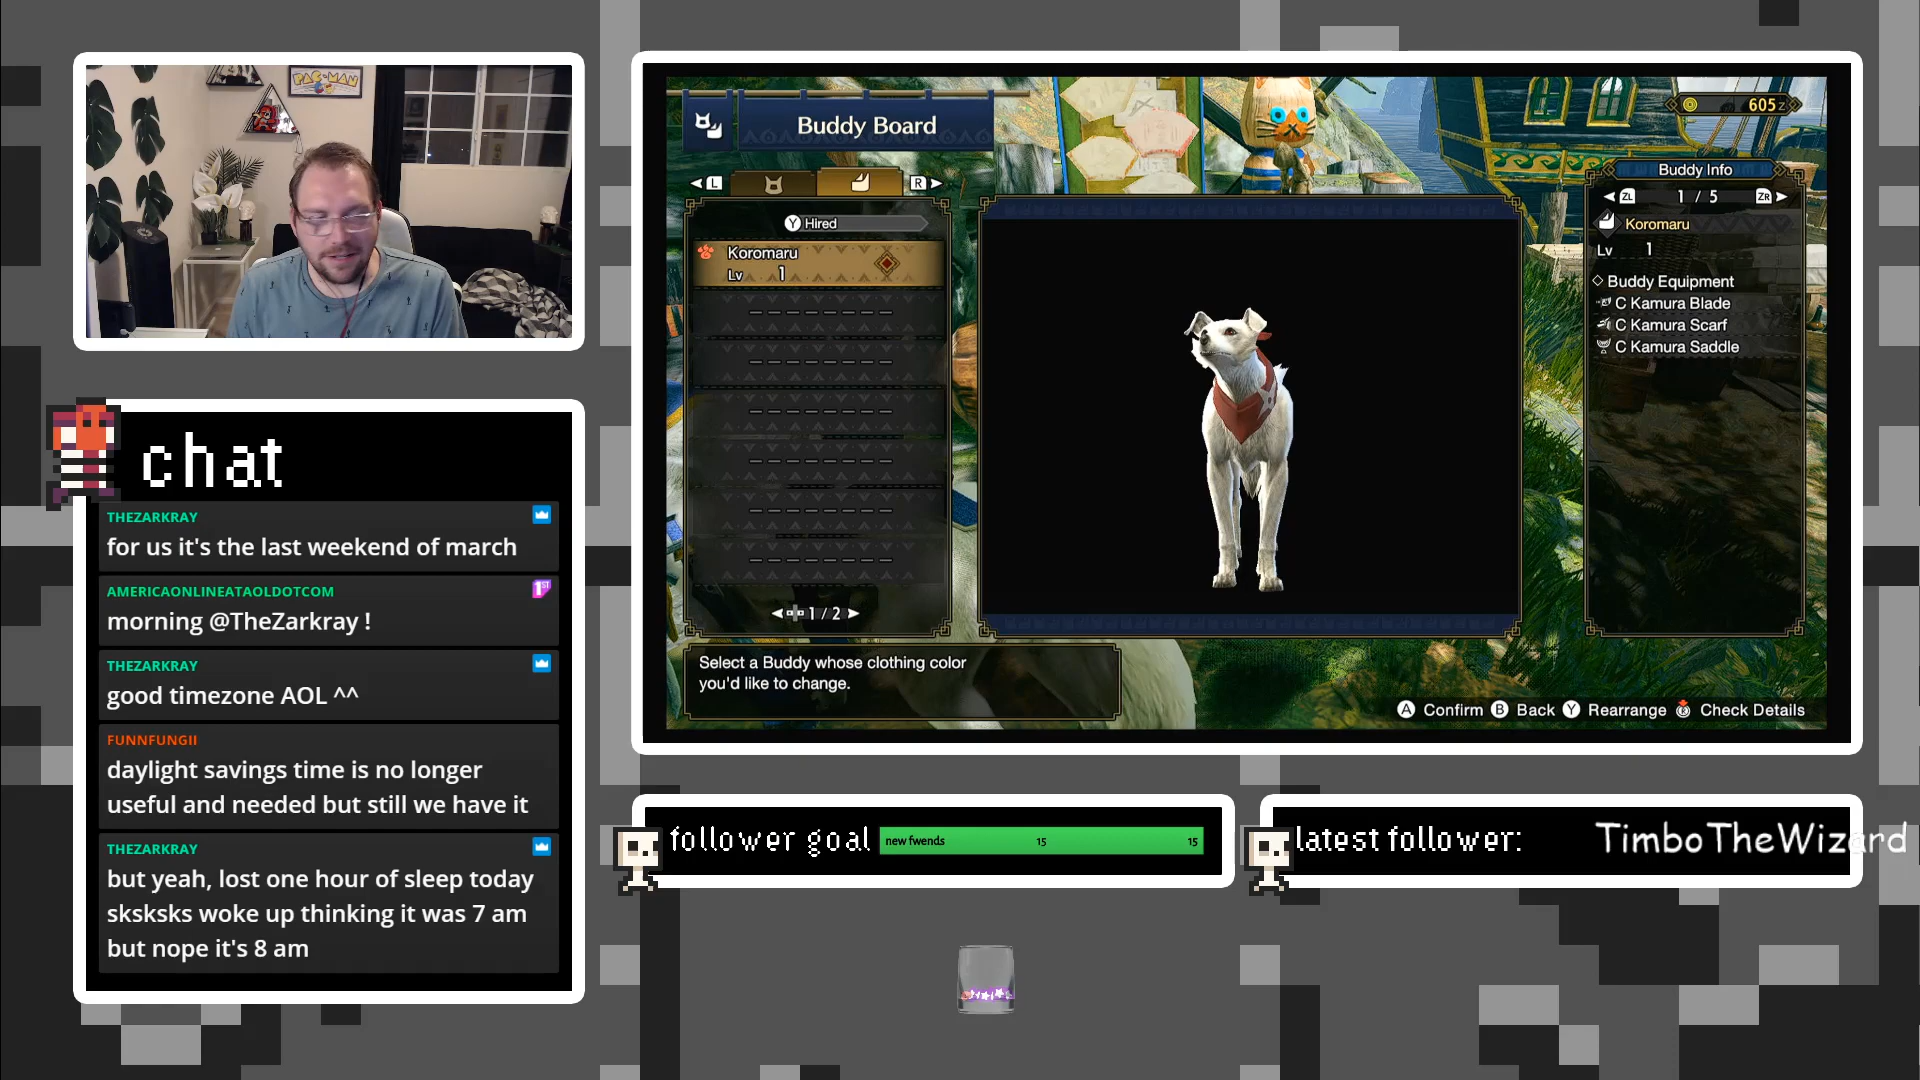 PAC-MAN
chat
THEZARKRAY
for us it's the last weekend of march
AMERICAONLINEATAOLDOTCOM
1ST
morning @TheZarkray !
THEZARKRAY
good timezone AOL ^^
FUNNFUNGII
daylight savings time is no longer
useful and needed but still we have it
THEZARKRAY
but yeah, lost one hour of sleep today
sksksks woke up thinking it was 7 am
but nope it's 8 am
Buddy Board
605z
L
R
Y Hired
Koromaru
Lv 1
1 / 2
Select a Buddy whose clothing color
you'd like to change.
Buddy Info
ZL 1 / 5 ZR
Koromaru
Lv 1
Buddy Equipment
C Kamura Blade
C Kamura Scarf
C Kamura Saddle
A Confirm B Back Y Rearrange R Check Details
follower goal
new fwends 15 15
latest follower: TimboTheWizard